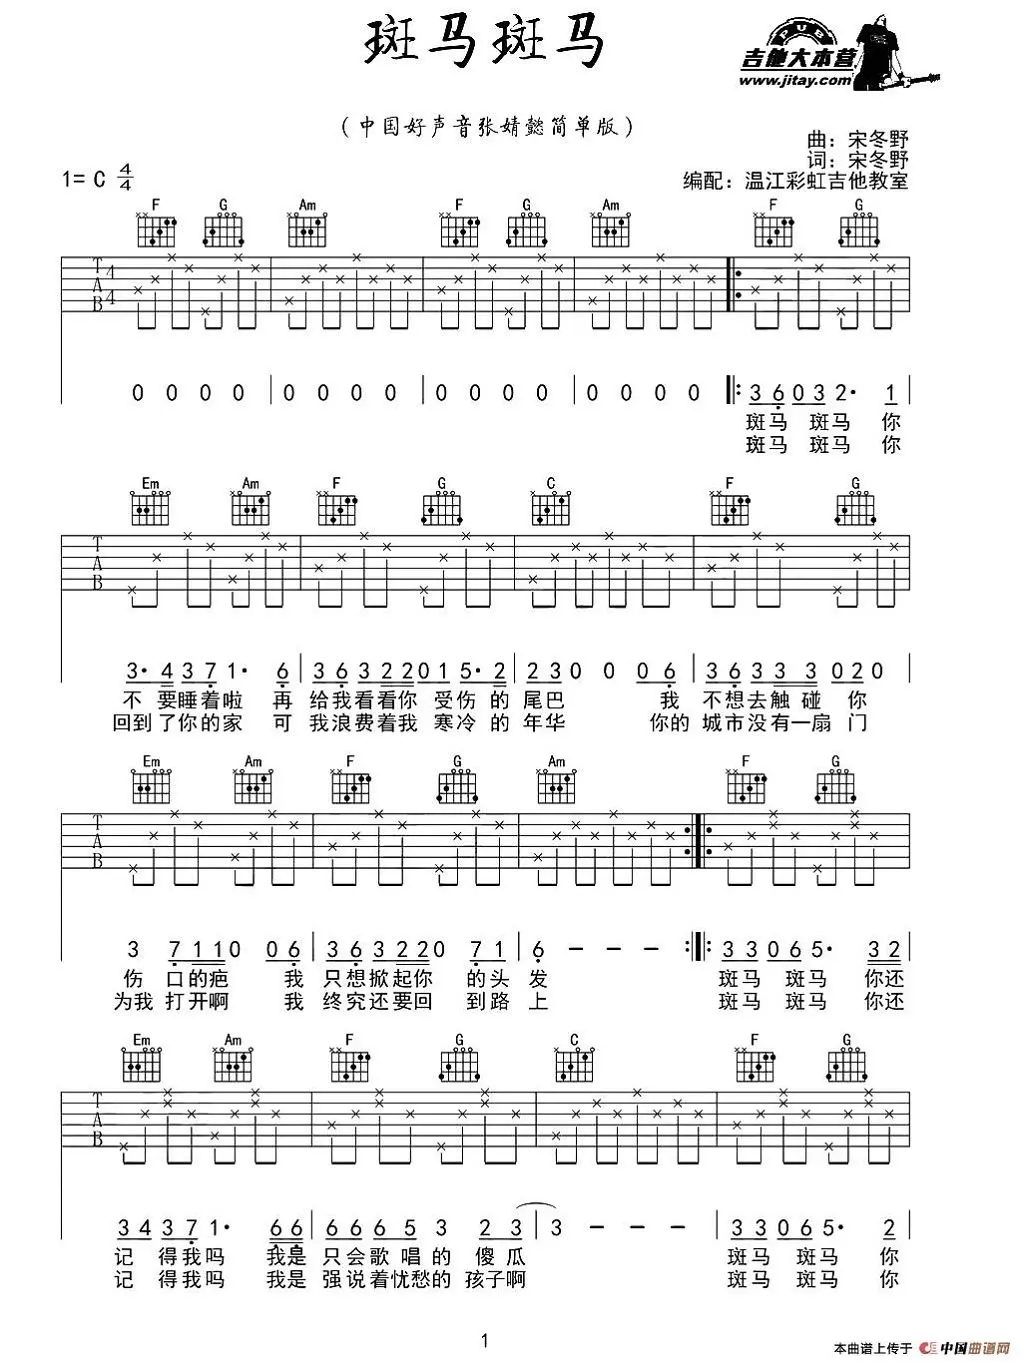 斑马斑马
PUB
吉他大本营
www.jitay.com
(中国好声音张婧懿简单版)
曲：宋冬野
词：宋冬野
1= C 4/4
编配：温江彩虹吉他教室
F G Am F G Am F G
T A B 4 4
0 0 0 0 | 0 0 0 0 | 0 0 0 0 | 0 0 0 0 ‖: 3 6 0 3 2· 1 |
斑马 斑马 你
斑马 斑马 你
Em Am F G C F G
T A B
3· 4 3 7 1· 6 | 3 6 3 2 2 0 1 5· 2 | 2 3 0 0 0 6 | 3 6 3 3 3 0 2 0 |
不 要睡着啦 再 给我看看你 受伤 的 尾巴 我 不想去触碰 你
回到了你的家 可 我浪费着我 寒冷 的 年华 你的 城市没有一扇 门
Em Am F G Am F G
T A B
3 7 1 1 0 0 6 | 3 6 3 2 2 0 7 1 | 6 － － － :‖: 3 3 0 6 5· 3 2 |
伤 口的疤 我 只想掀起你 的头 发 斑马 斑马 你还
为我 打开啊 我 终究还要回 到路 上 斑马 斑马 你还
Em Am F G C F G
T A B
3 4 3 7 1· 6 6 | 6 6 6 5 3 2 3 | 3 － － － | 3 3 0 6 5· 2 |
记 得我吗 我是 只会歌唱的 傻瓜 斑马 斑马 你
记 得我吗 我是 强说着忧愁的 孩子啊 斑马 斑马 你
1
本曲谱上传于 中国曲谱网